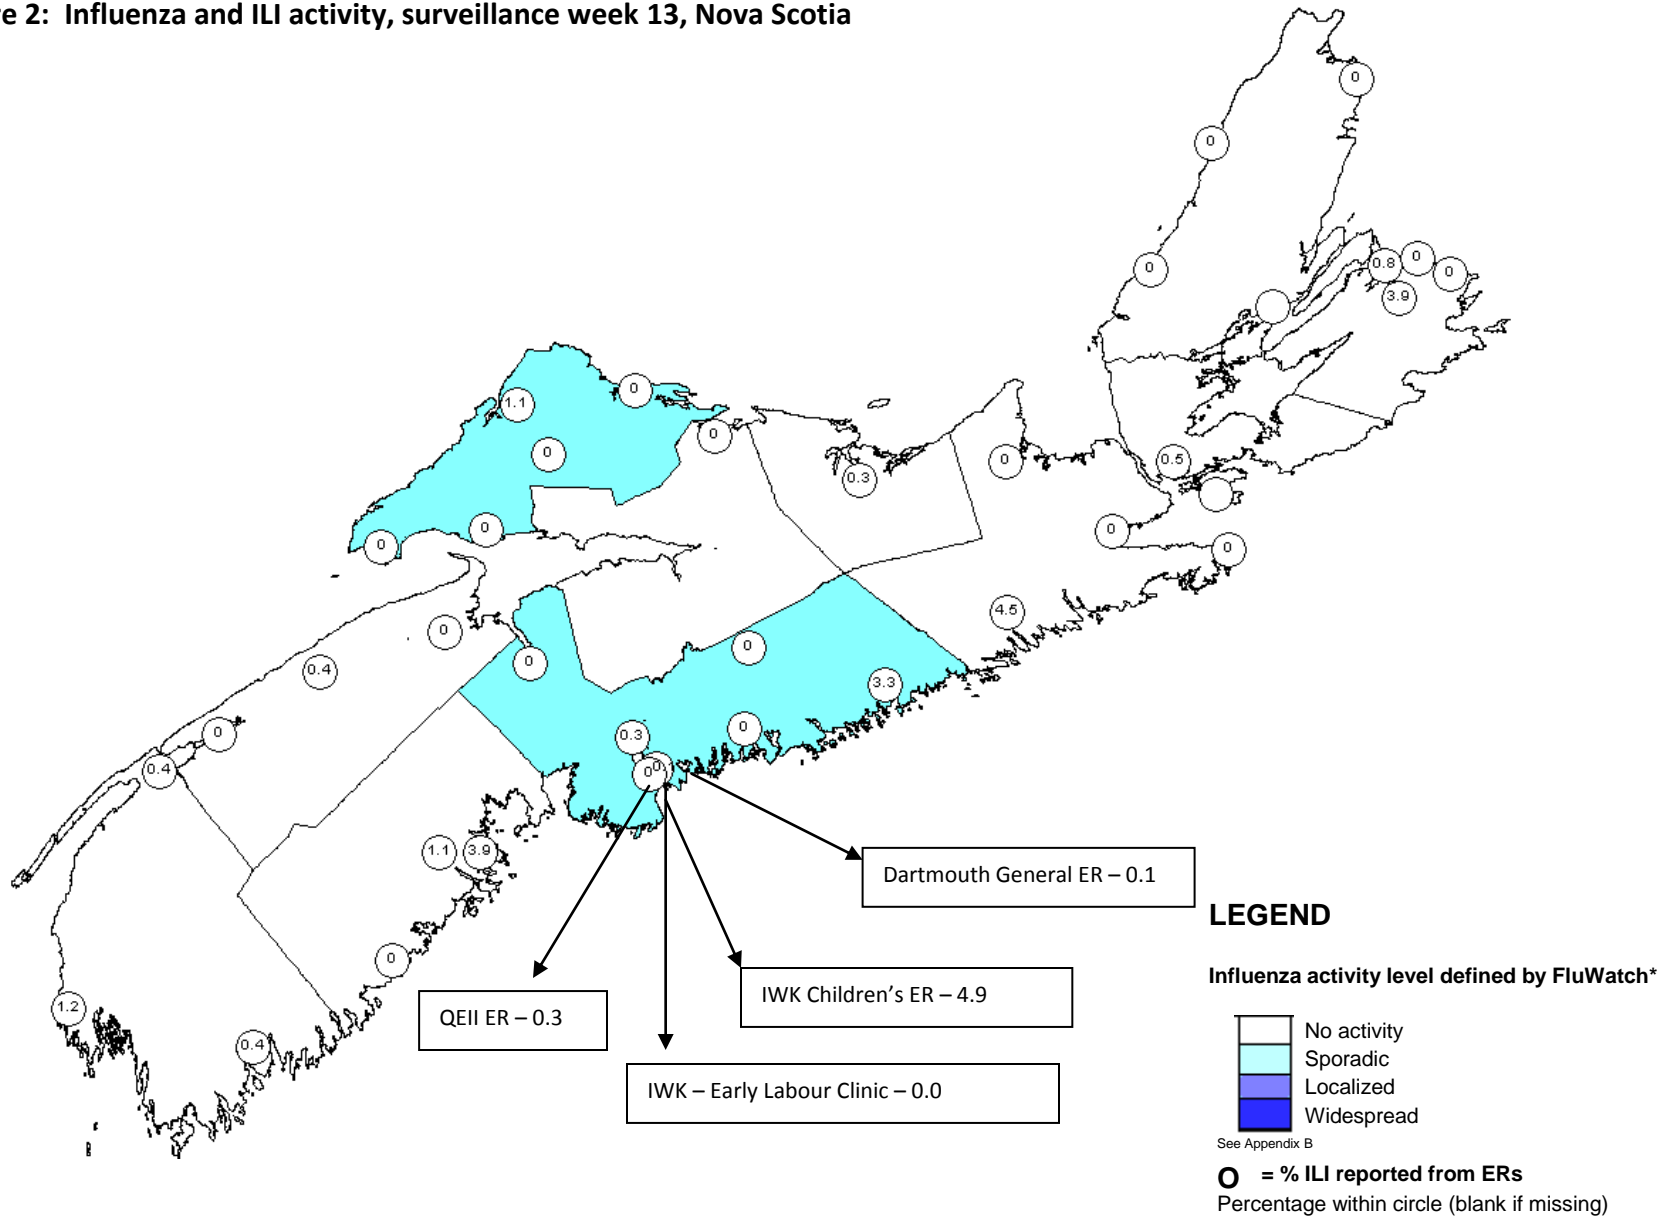 e 2:  Influenza and ILI activity, surveillance week 13, Nova Scotia
0
0
0
0.8
0
0
3.9
1.1
0
0
0
0.3
0
0.5
0
0
0
0
4.5
0
0.4
0
0
3.3
0
0.3
0
0.4
0
0.1
1.1
3.9
0
1.2
0.4
Dartmouth General ER – 0.1
IWK Children's ER – 4.9
QEII ER – 0.3
IWK – Early Labour Clinic – 0.0
LEGEND
Influenza activity level defined by FluWatch*
No activity
Sporadic
Localized
Widespread
See Appendix B
O = % ILI reported from ERs
Percentage within circle (blank if missing)